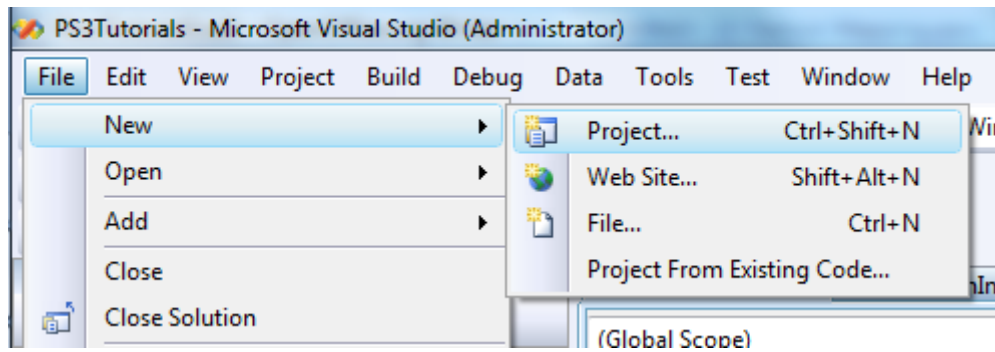 PS3Tutorials - Microsoft Visual Studio (Administrator)
File Edit View Project Build Debug Data Tools Test Window Help
New
Project... Ctrl+Shift+N
Open
Web Site... Shift+Alt+N
Add
File... Ctrl+N
Close
Project From Existing Code...
Close Solution
(Global Scope)